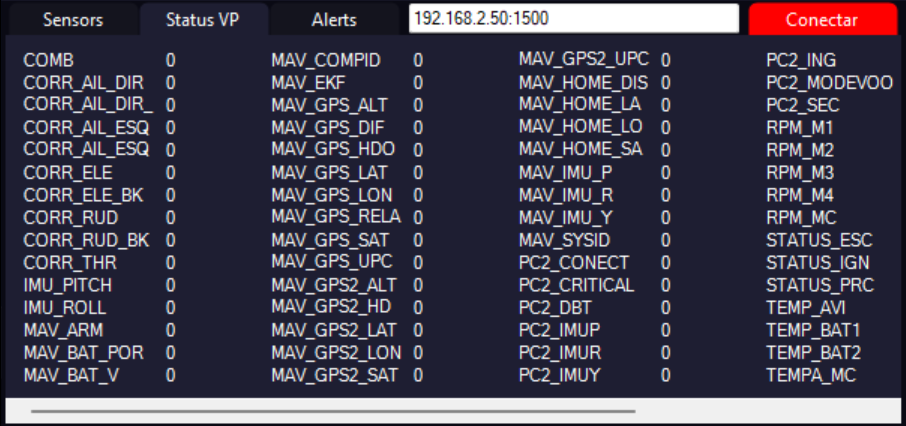 Sensors Status VP Alerts 192.168.2.50:1500 Conectar
COMB 0 MAV_COMPID 0 MAV_GPS2_UPC 0 PC2_ING
CORR_AIL_DIR 0 MAV_EKF 0 MAV_HOME_DIS 0 PC2_MODEVOO
CORR_AIL_DIR_ 0 MAV_GPS_ALT 0 MAV_HOME_LA 0 PC2_SEC
CORR_AIL_ESQ 0 MAV_GPS_DIF 0 MAV_HOME_LO 0 RPM_M1
CORR_AIL_ESQ 0 MAV_GPS_HDO 0 MAV_HOME_SA 0 RPM_M2
CORR_ELE 0 MAV_GPS_LAT 0 MAV_IMU_P 0 RPM_M3
CORR_ELE_BK 0 MAV_GPS_LON 0 MAV_IMU_R 0 RPM_M4
CORR_RUD 0 MAV_GPS_RELA 0 MAV_IMU_Y 0 RPM_MC
CORR_RUD_BK 0 MAV_GPS_SAT 0 MAV_SYSID 0 STATUS_ESC
CORR_THR 0 MAV_GPS_UPC 0 PC2_CONECT 0 STATUS_IGN
IMU_PITCH 0 MAV_GPS2_ALT 0 PC2_CRITICAL 0 STATUS_PRC
IMU_ROLL 0 MAV_GPS2_HD 0 PC2_DBT 0 TEMP_AVI
MAV_ARM 0 MAV_GPS2_LAT 0 PC2_IMUP 0 TEMP_BAT1
MAV_BAT_POR 0 MAV_GPS2_LON 0 PC2_IMUR 0 TEMP_BAT2
MAV_BAT_V 0 MAV_GPS2_SAT 0 PC2_IMUY 0 TEMPA_MC